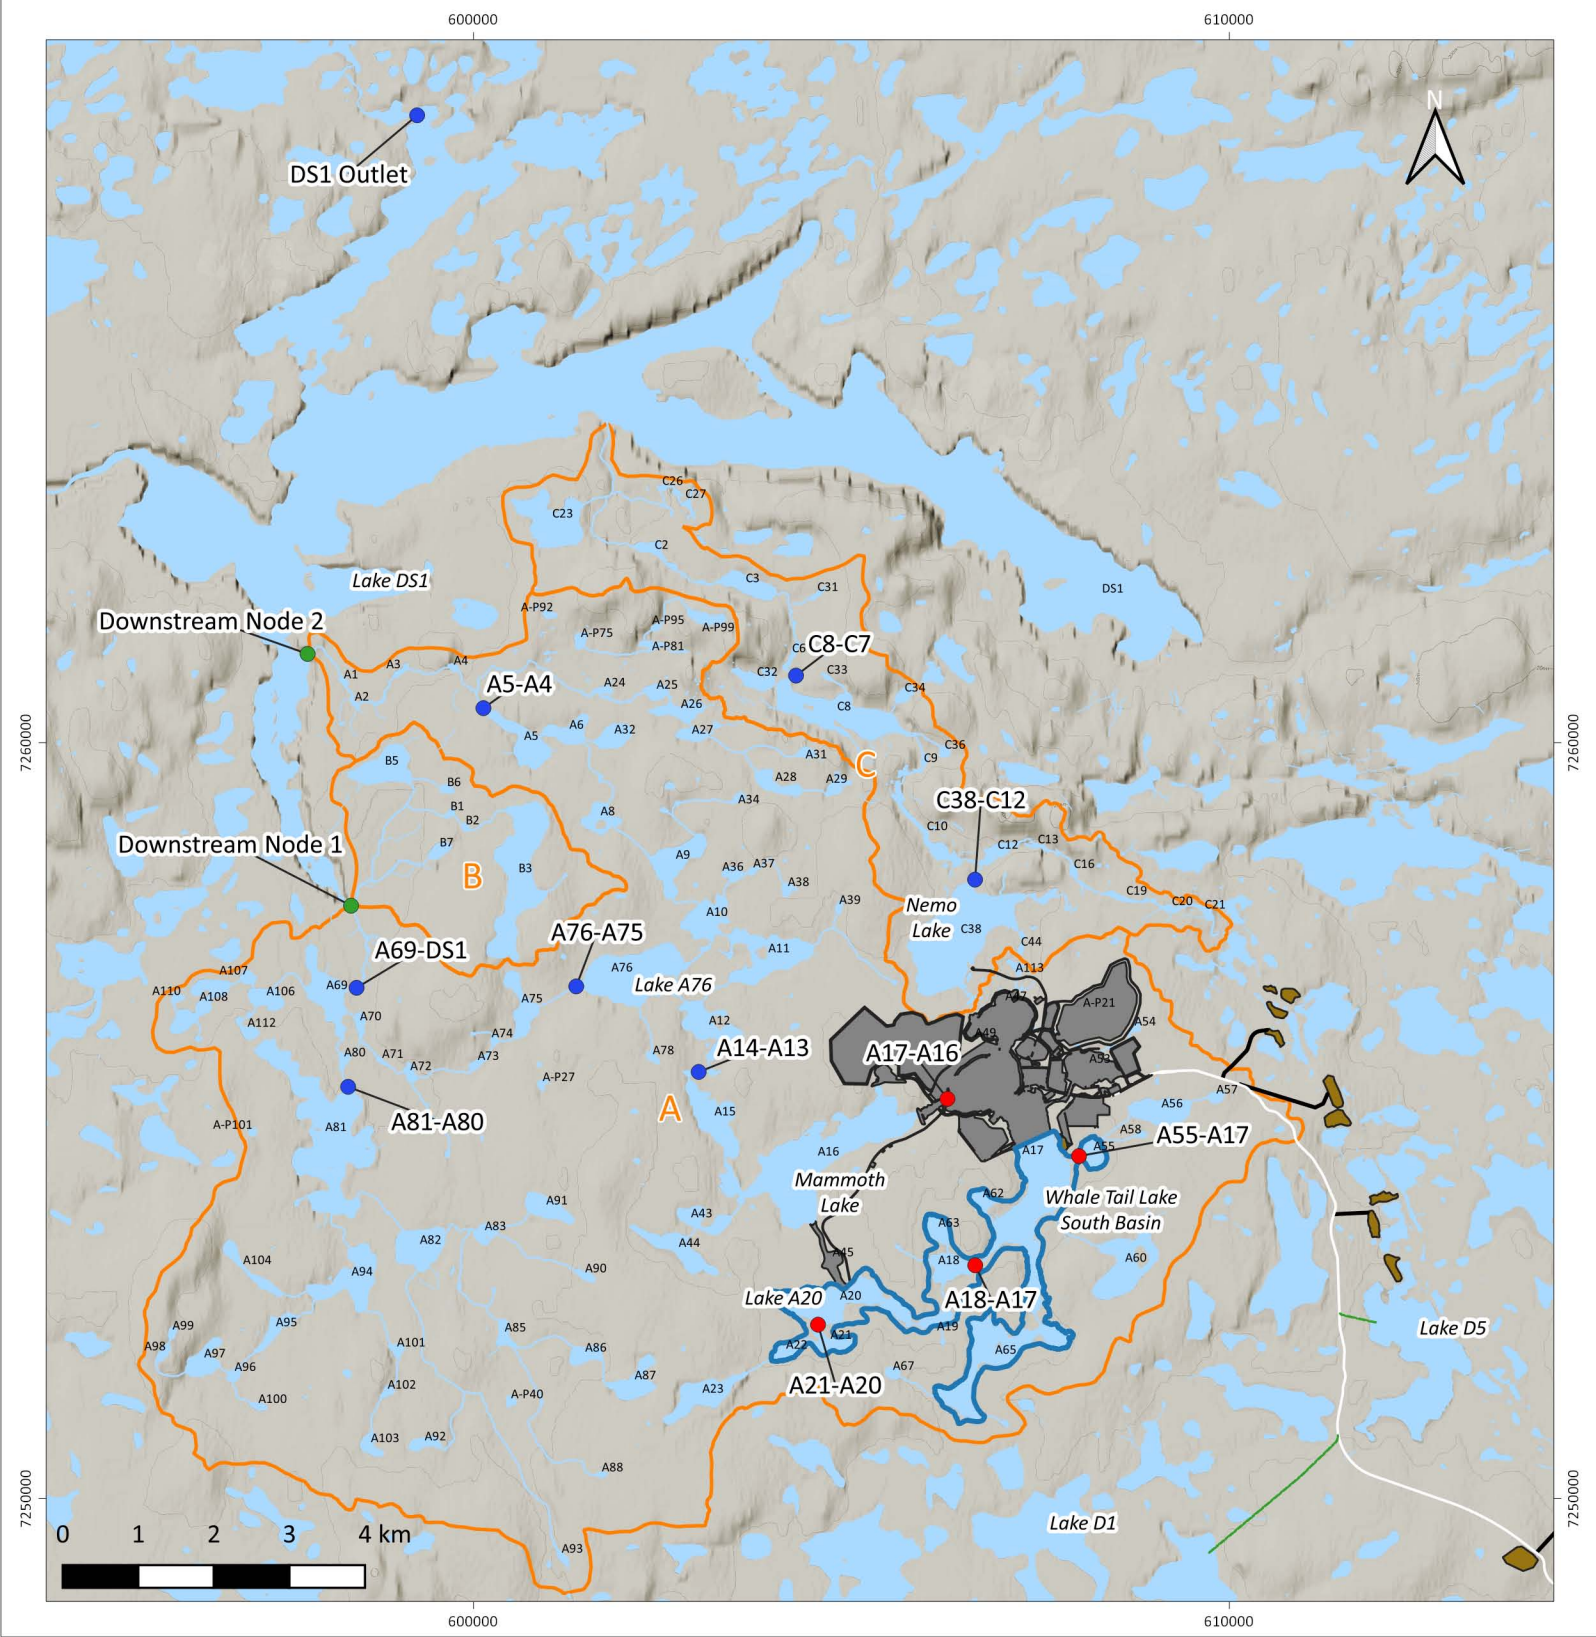 600000
610000
N
DS1 Outlet
C26
C27
C23
C2
Lake DS1
C3
C31
DS1
A-P92
Downstream Node 2
A-P95
A-P99
A-P75
A-P81
C6
C8-C7
A1
A3
A4
C32
C33
A2
A5-A4
A24
A25
C34
A26
C8
A5
A6
A32
A27
7260000
7260000
C36
B5
A31
C9
C
B6
A28
A29
B1
A34
C38-C12
B2
A8
C10
Downstream Node 1
B7
A9
C12
C13
B
B3
A36
A37
C16
A38
C19
A39
Nemo
Lake
C20
C21
A10
C38
A76-A75
A69-DS1
A11
C44
A107
A76
Lake A76
A113
A110
A108
A106
A69
A75
A47
A-P21
A112
A70
A12
A54
A74
A49
A80
A71
A72
A73
A78
A14-A13
A17-A16
A53
A-P27
A57
A81-A80
A
A15
A56
A-P101
A81
A58
A55-A17
A16
A17
A55
Mammoth
Lake
A62
Whale Tail Lake
South Basin
A91
A43
A83
A63
A82
A44
A45
A104
A94
A90
A18
A60
Lake A20
A20
A18-A17
A99
A95
A85
A19
Lake D5
A98
A97
A101
A86
A22
A21
A65
A96
A87
A67
A102
A-P40
A23
A21-A20
A100
A103
A92
A88
7250000
7250000
Lake D1
0 1 2 3 4 km
A93
600000
610000